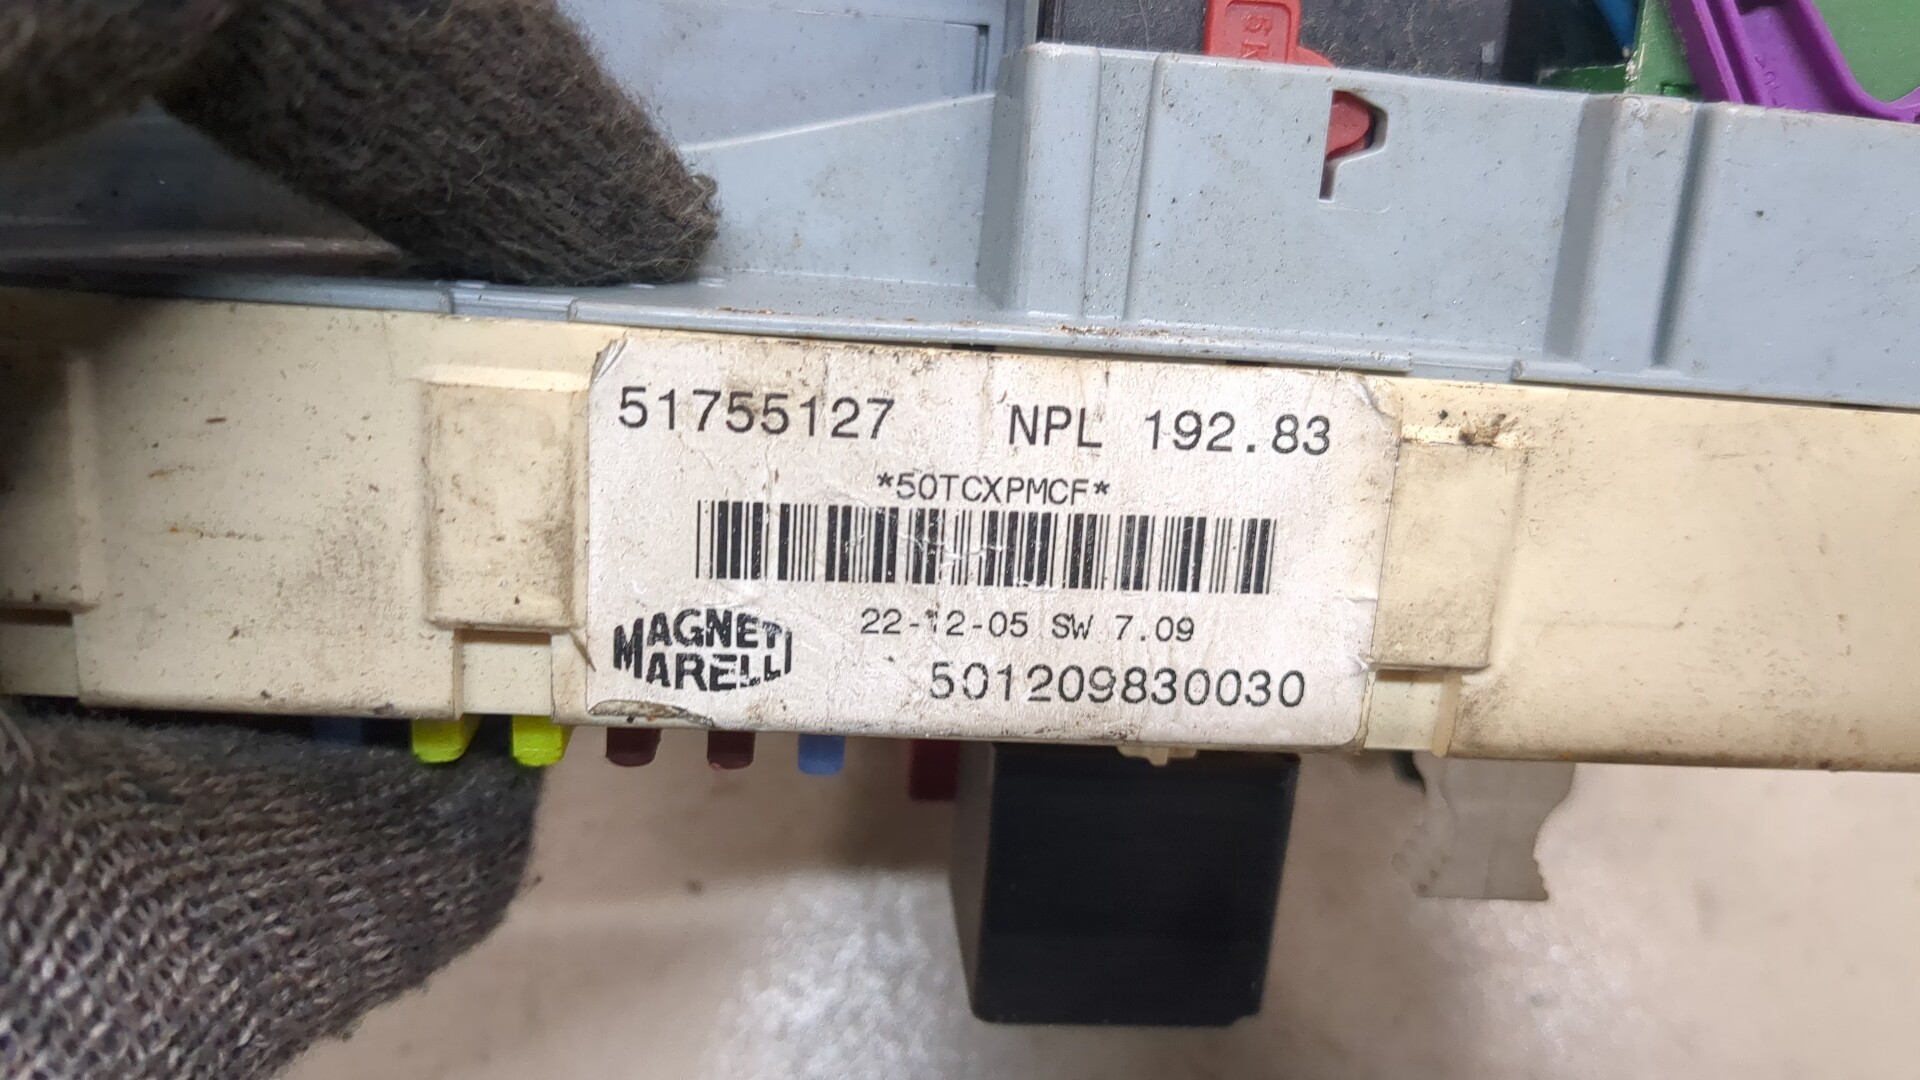 51755127 NPL 192.83
*50TCXPMCF*
22-12-05 SW 7.09
MAGNETI
MARELLI
501209830030